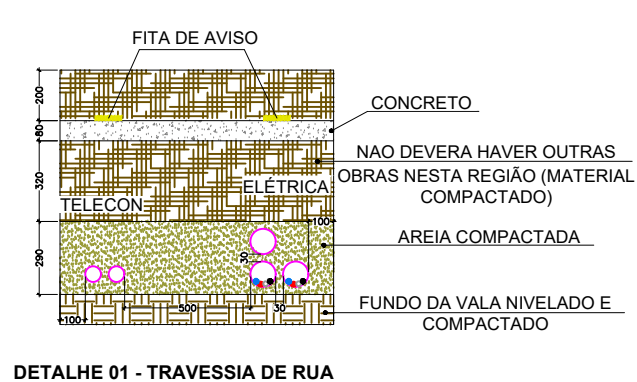 FITA DE AVISO
200
80
320
290
CONCRETO
NAO DEVERA HAVER OUTRAS
OBRAS NESTA REGIÃO (MATERIAL
COMPACTADO)
ELÉTRICA
TELECON
100
AREIA COMPACTADA
30
100
500
30
FUNDO DA VALA NIVELADO E
COMPACTADO
DETALHE 01 - TRAVESSIA DE RUA